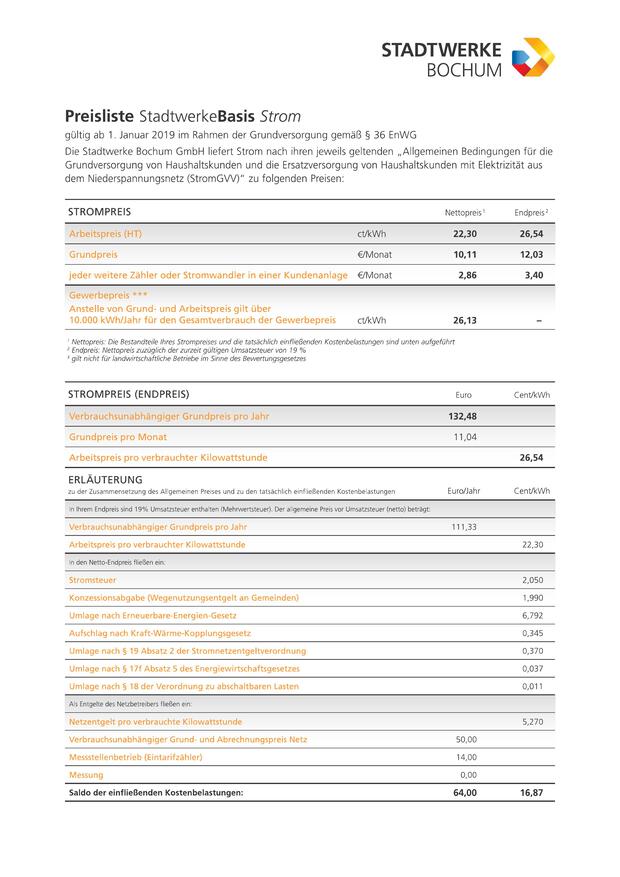 STADTWERKE
BOCHUM
Preisliste StadtwerkeBasis Strom
gültig ab 1. Januar 2019 im Rahmen der Grundversorgung gemäß § 36 EnWG
Die Stadtwerke Bochum GmbH liefert Strom nach ihren jeweils geltenden „Allgemeinen Bedingungen für die
Grundversorgung von Haushaltskunden und die Ersatzversorgung von Haushaltskunden mit Elektrizität aus
dem Niederspannungsnetz (StromGVV)“ zu folgenden Preisen:
STROMPREIS Nettopreis¹ Endpreis²
Arbeitspreis (HT) ct/kWh 22,30 26,54
Grundpreis €/Monat 10,11 12,03
jeder weitere Zähler oder Stromwandler in einer Kundenanlage €/Monat 2,86 3,40
Gewerbepreis ***
Anstelle von Grund- und Arbeitspreis gilt über
10.000 kWh/Jahr für den Gesamtverbrauch der Gewerbepreis ct/kWh 26,13 –
¹ Nettopreis: Die Bestandteile Ihres Strompreises und die tatsächlich einfließenden Kostenbelastungen sind unten aufgeführt
² Endpreis: Nettopreis zuzüglich der zurzeit gültigen Umsatzsteuer von 19 %
³ gilt nicht für landwirtschaftliche Betriebe im Sinne des Bewertungsgesetzes
STROMPREIS (ENDPREIS) Euro Cent/kWh
Verbrauchsunabhängiger Grundpreis pro Jahr 132,48
Grundpreis pro Monat 11,04
Arbeitspreis pro verbrauchter Kilowattstunde 26,54
ERLÄUTERUNG
zu der Zusammensetzung des Allgemeinen Preises und zu den tatsächlich einfließenden Kostenbelastungen Euro/Jahr Cent/kWh
In Ihrem Endpreis sind 19% Umsatzsteuer enthalten (Mehrwertsteuer). Der allgemeine Preis vor Umsatzsteuer (netto) beträgt:
Verbrauchsunabhängiger Grundpreis pro Jahr 111,33
Arbeitspreis pro verbrauchter Kilowattstunde 22,30
In den Netto-Endpreis fließen ein:
Stromsteuer 2,050
Konzessionsabgabe (Wegenutzungsentgelt an Gemeinden) 1,990
Umlage nach Erneuerbare-Energien-Gesetz 6,792
Aufschlag nach Kraft-Wärme-Kopplungsgesetz 0,345
Umlage nach § 19 Absatz 2 der Stromnetzentgeltverordnung 0,370
Umlage nach § 17f Absatz 5 des Energiewirtschaftsgesetzes 0,037
Umlage nach § 18 der Verordnung zu abschaltbaren Lasten 0,011
Als Entgelte des Netzbetreibers fließen ein:
Netzentgelt pro verbrauchte Kilowattstunde 5,270
Verbrauchsunabhängiger Grund- und Abrechnungspreis Netz 50,00
Messstellenbetrieb (Eintarifzähler) 14,00
Messung 0,00
Saldo der einfließenden Kostenbelastungen: 64,00 16,87